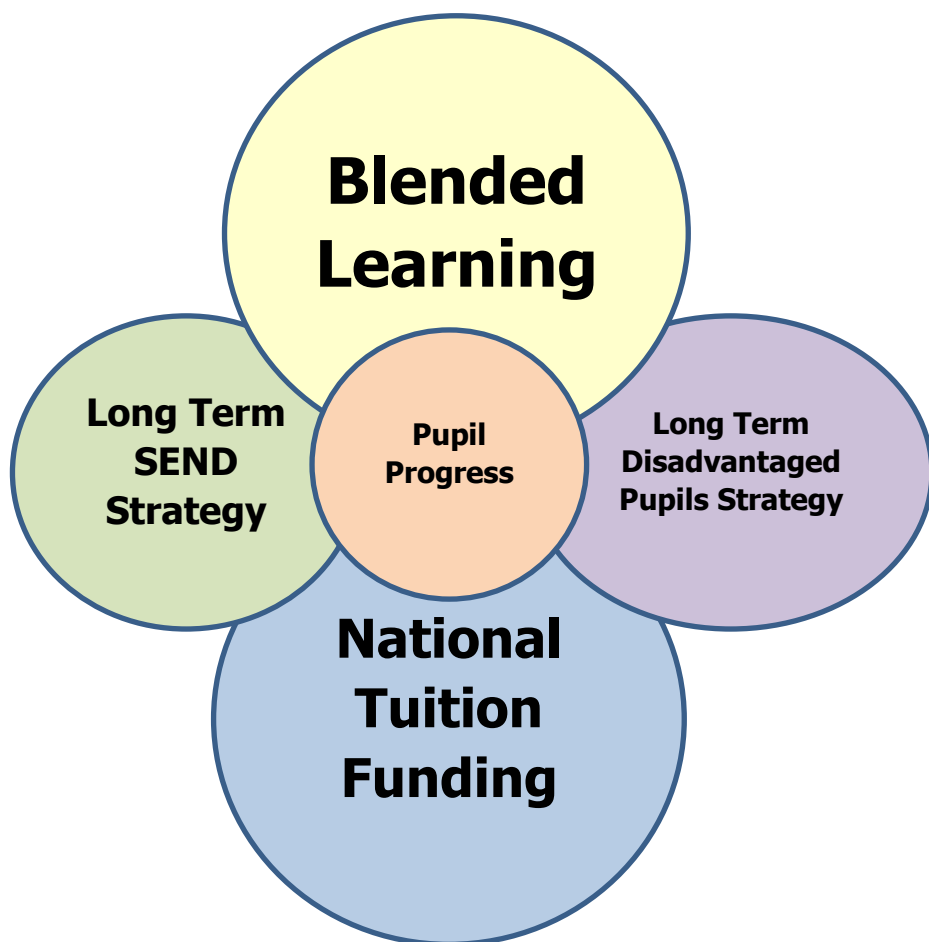 Blended
Learning
Long Term
SEND
Strategy
Pupil
Progress
Long Term
Disadvantaged
Pupils Strategy
National
Tuition
Funding